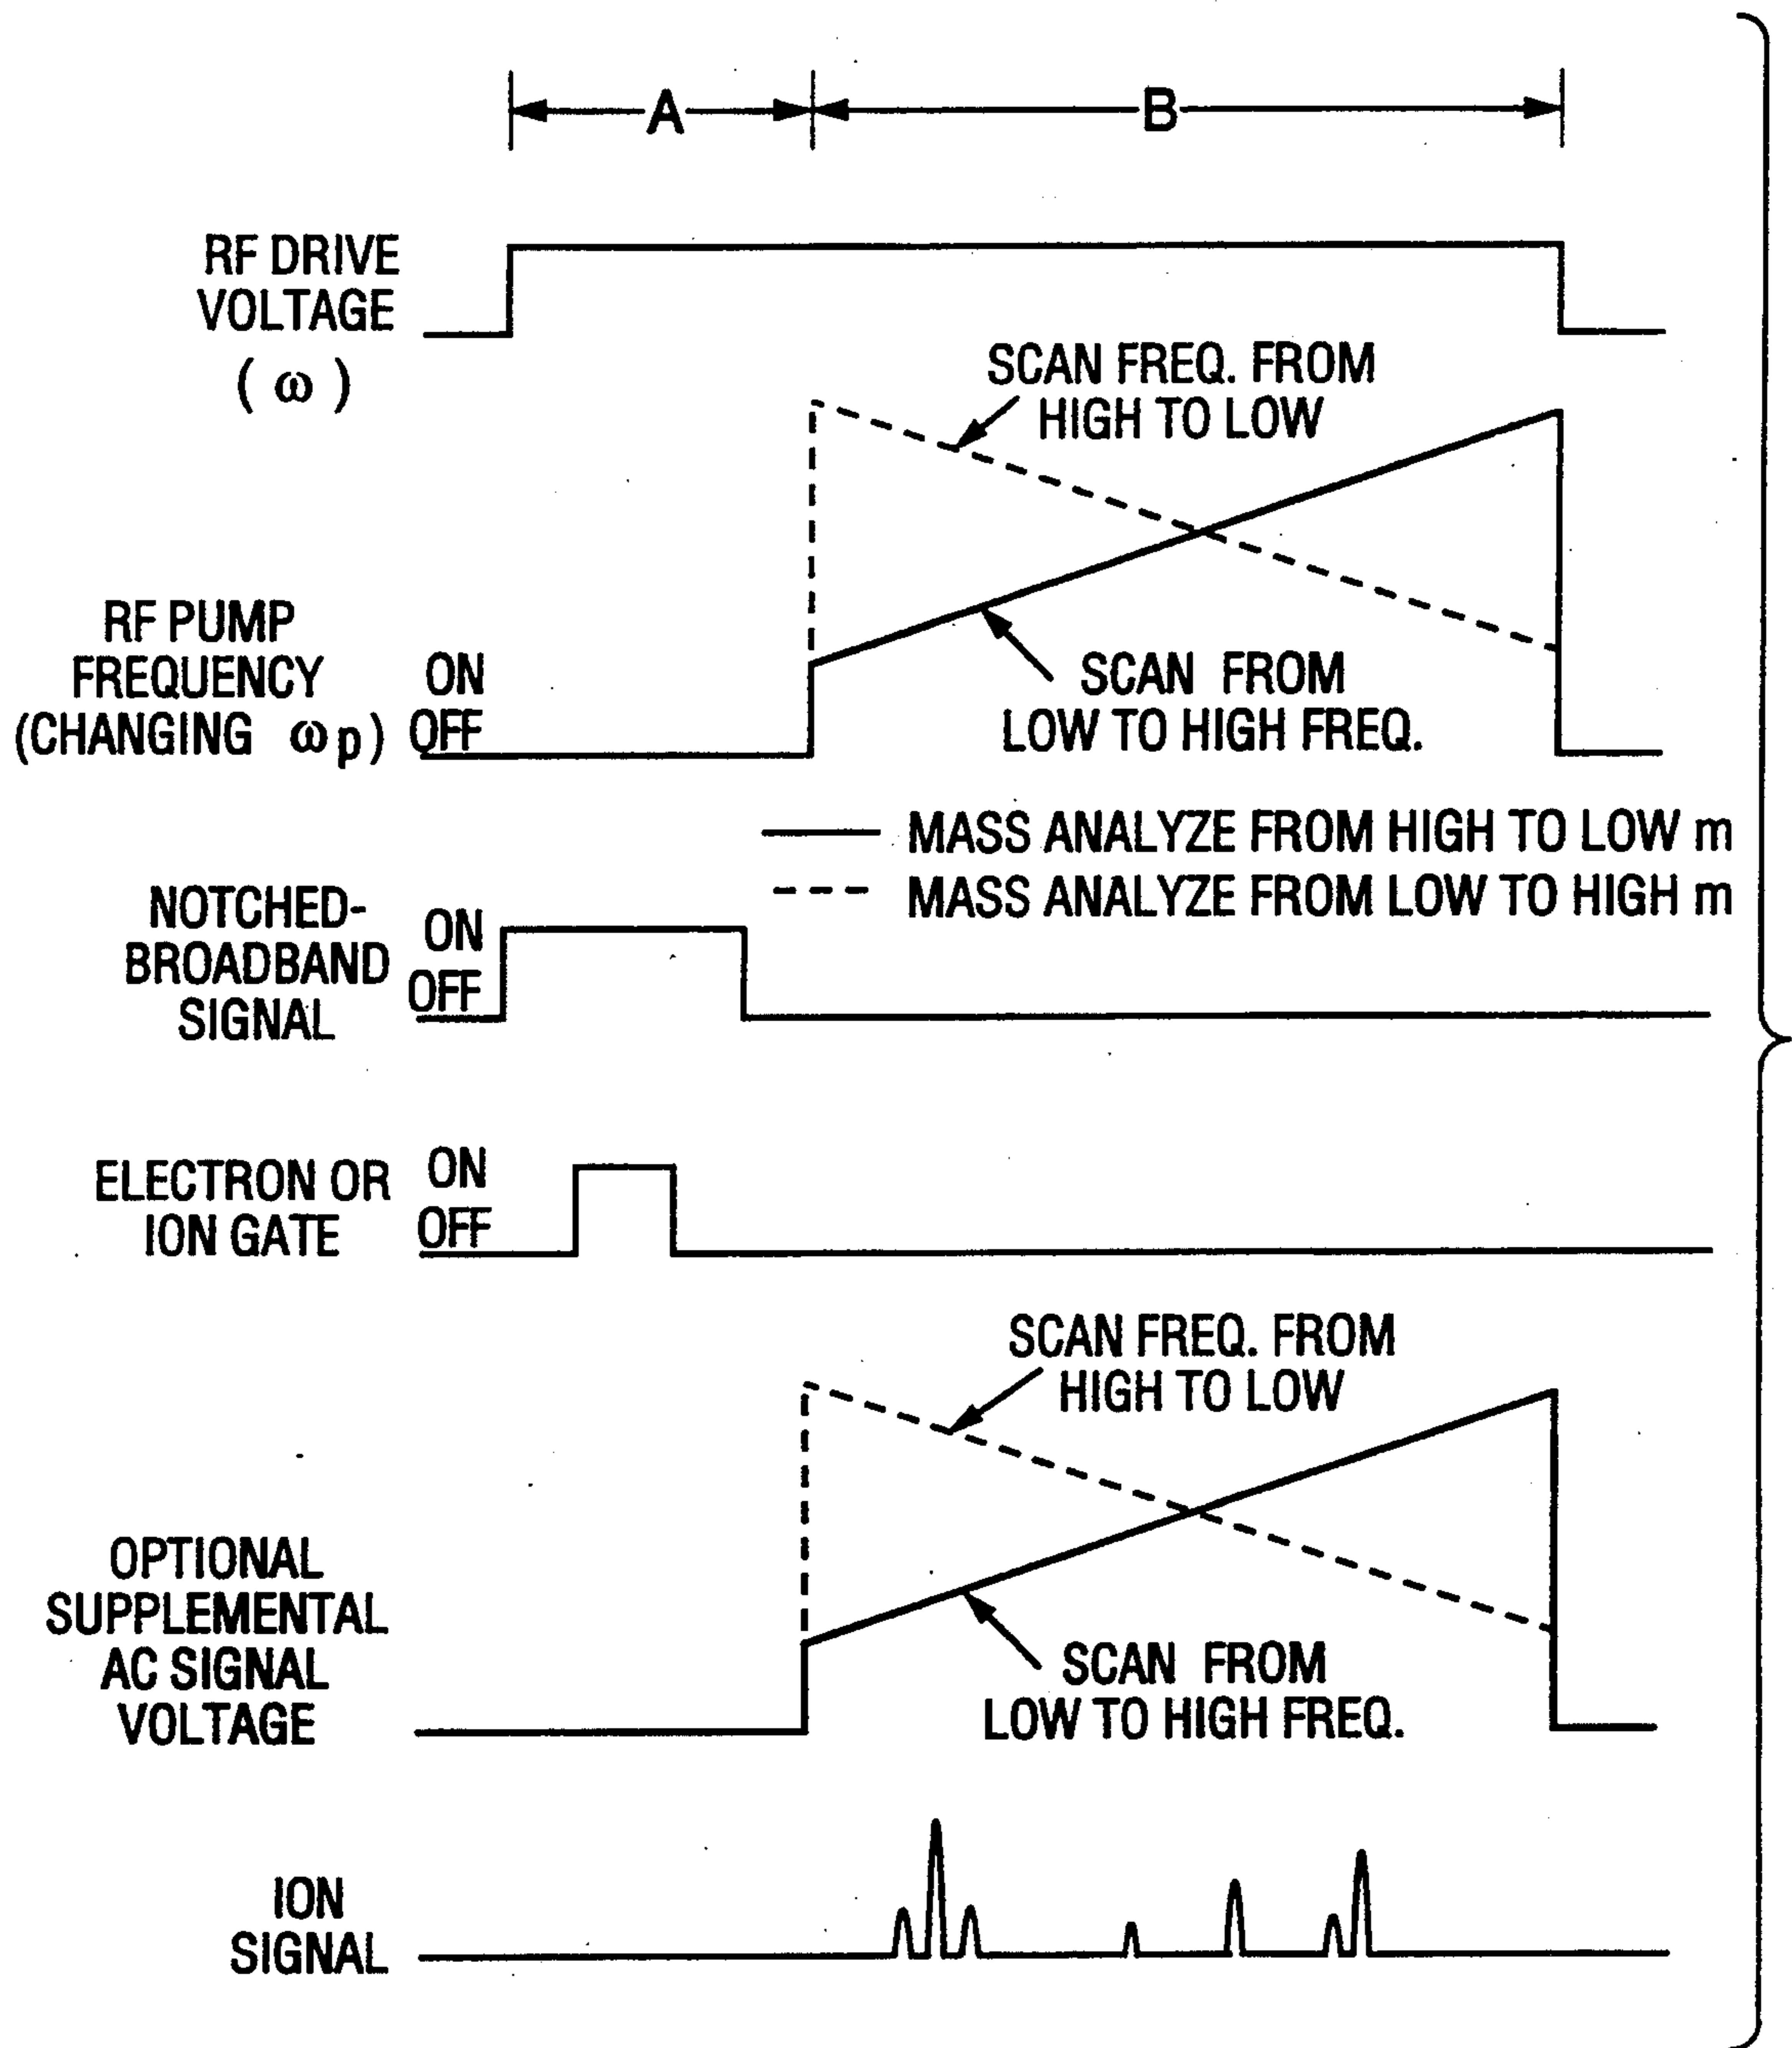 A
B
RF DRIVE
VOLTAGE
( ω )
SCAN FREQ. FROM
HIGH TO LOW
RF PUMP
FREQUENCY
(CHANGING ωp)
ON
OFF
SCAN FROM
LOW TO HIGH FREQ.
MASS ANALYZE FROM HIGH TO LOW m
MASS ANALYZE FROM LOW TO HIGH m
NOTCHED-
BROADBAND
SIGNAL
ON
OFF
ELECTRON OR
ION GATE
ON
OFF
SCAN FREQ. FROM
HIGH TO LOW
OPTIONAL
SUPPLEMENTAL
AC SIGNAL
VOLTAGE
SCAN FROM
LOW TO HIGH FREQ.
ION
SIGNAL